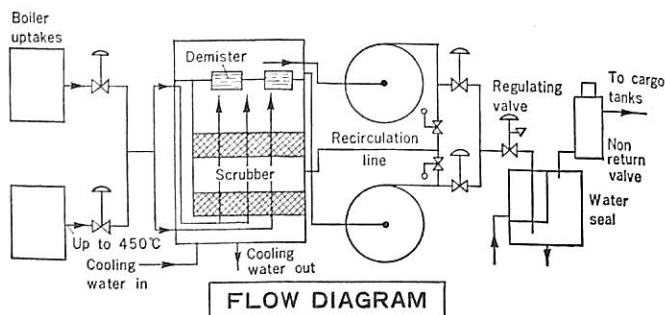 Boiler
uptakes
Demister
Regulating
valve
To cargo
tanks
Recirculation
line
Scrubber
Non
return
valve
Water
seal
Up to 450℃
Cooling
water in
Cooling
water out
FLOW DIAGRAM